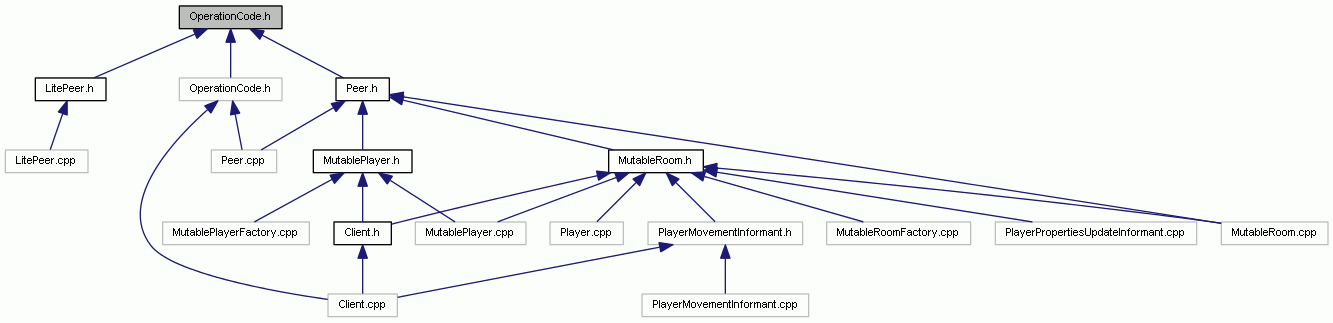 OperationCode.h
LitePeer.h
OperationCode.h
Peer.h
LitePeer.cpp
Peer.cpp
MutablePlayer.h
MutableRoom.h
MutablePlayerFactory.cpp
Client.h
MutablePlayer.cpp
Player.cpp
PlayerMovementInformant.h
MutableRoomFactory.cpp
PlayerPropertiesUpdateInformant.cpp
MutableRoom.cpp
Client.cpp
PlayerMovementInformant.cpp